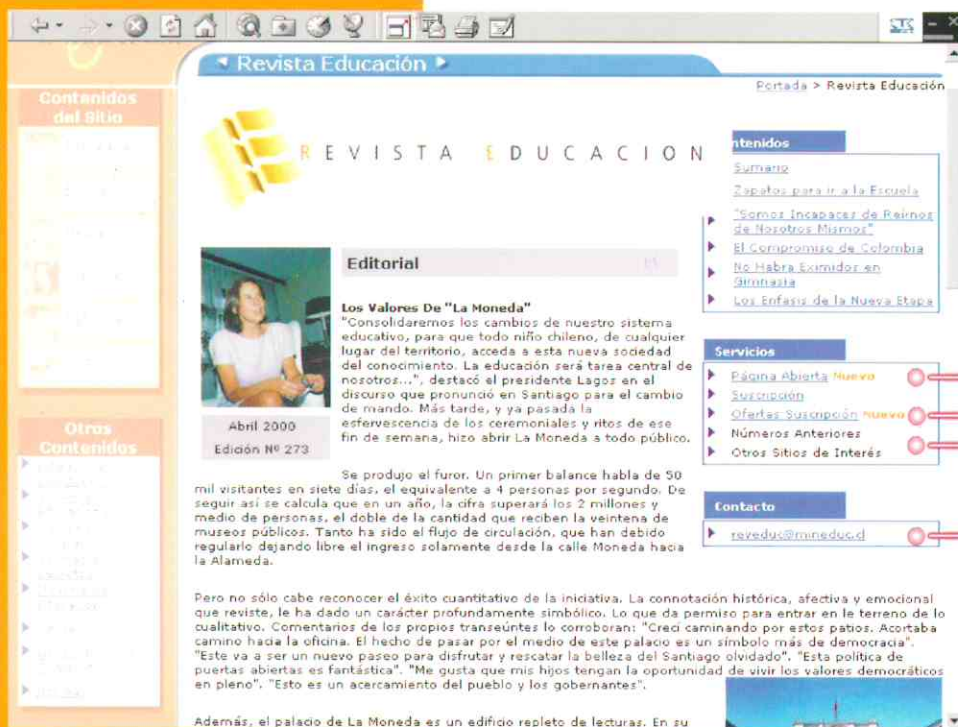 Revista Educación
Portada > Revista Educación
Contenidos
del Sitio
REVISTA EDUCACION
ntenidos
Sumario
Zapatos para ir a la Escuela
"Somos Incapaces de Reirnos
de Nosotros Mismos"
El Compromiso de Colombia
No Habra Eximidos en
Gimnasia
Los Enfasis de la Nueva Etapa
Editorial
Los Valores De "La Moneda"
"Consolidaremos los cambios de nuestro sistema
educativo, para que todo niño chileno, de cualquier
lugar del territorio, acceda a esta nueva sociedad
del conocimiento. La educación será tarea central de
nosotros...", destacó el presidente Lagos en el
discurso que pronunció en Santiago para el cambio
de mando. Más tarde, y ya pasada la
esfervescencia de los ceremoniales y ritos de ese
fin de semana, hizo abrir La Moneda a todo público.
Abril 2000
Edición Nº 273
Servicios
Página Abierta Nuevo
Suscripción
Ofertas Suscripción nuevo
Números Anteriores
Otros Sitios de Interés
Otros
Contenidos
Se produjo el furor. Un primer balance habla de 50
mil visitantes en siete días, el equivalente a 4 personas por segundo. De
seguir así se calcula que en un año, la cifra superará los 2 millones y
medio de personas, el doble de la cantidad que reciben la veintena de
museos públicos. Tanto ha sido el flujo de circulación, que han debido
regularlo dejando libre el ingreso solamente desde la calle Moneda hacia
la Alameda.
Contacto
reveduc@mineduc.cl
Pero no sólo cabe reconocer el éxito cuantitativo de la iniciativa. La connotación histórica, afectiva y emocional
que reviste, le ha dado un carácter profundamente simbólico. Lo que da permiso para entrar en le terreno de lo
cualitativo. Comentarios de los propios transeúntes lo corroboran: "Crecí caminando por estos patios. Acortaba
camino hacia la oficina. El hecho de pasar por el medio de este palacio es un símbolo más de democracia".
"Este va a ser un nuevo paseo para disfrutar y rescatar la belleza del Santiago olvidado". "Esta política de
puertas abiertas es fantástica". "Me gusta que mis hijos tengan la oportunidad de vivir los valores democráticos
en pleno". "Esto es un acercamiento del pueblo y los gobernantes".
Además, el palacio de La Moneda es un edificio repleto de lecturas. En su